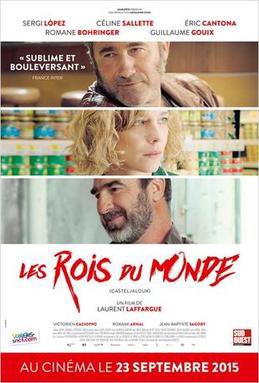 SERGI LÓPEZ CÉLINE SALLETTE ÉRIC CANTONA
ROMANE BOHRINGER GUILLAUME GOUIX
« SUBLIME ET
BOULEVERSANT »
FRANCE INTER
LES ROIS DU MONDE
(CASTELJALOUX)
UN FILM DE
LAURENT LAFFARGUE
VICTORIEN CACIOPPO ROXANE ARNAL JEAN-BAPTISTE SAGORY
SUD
OUEST
AU CINÉMA LE 23 SEPTEMBRE 2015